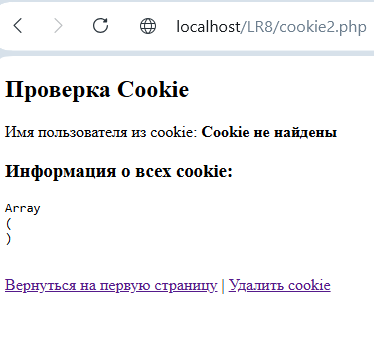 localhost/LR8/cookie2.php
Проверка Cookie
Имя пользователя из cookie: Cookie не найдены
Информация о всех cookie:
Array
(
)
Вернуться на первую страницу | Удалить cookie